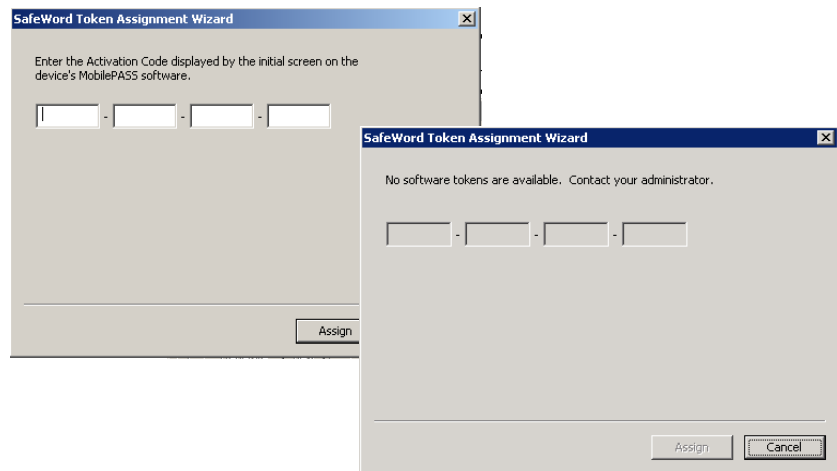 SafeWord Token Assignment Wizard
Enter the Activation Code displayed by the initial screen on the
device's MobilePASS software.
- - -
Assign
SafeWord Token Assignment Wizard
No software tokens are available. Contact your administrator.
- - -
Assign
Cancel